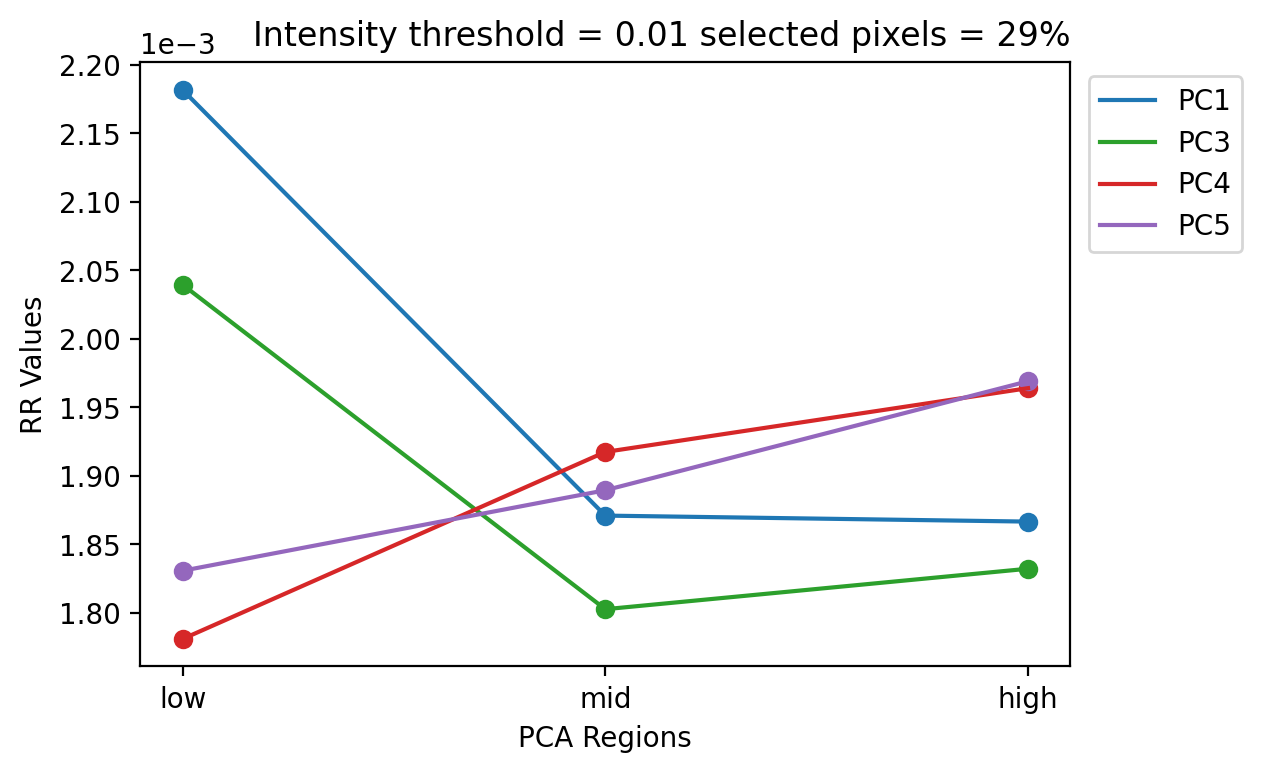 Intensity threshold = 0.01 selected pixels = 29%
1e−3
2.20
2.15
2.10
2.05
2.00
1.95
1.90
1.85
1.80
RR Values
low
mid
high
PCA Regions
PC1
PC3
PC4
PC5